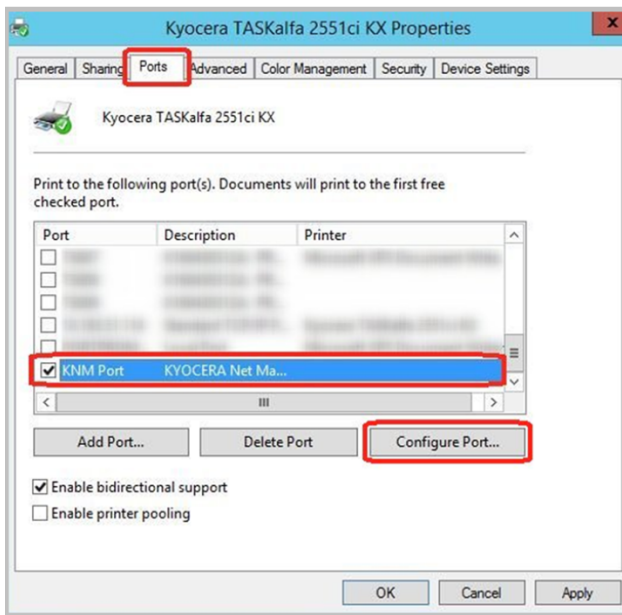 Kyocera TASKalfa 2551ci KX Properties
x
General Sharing Ports Advanced Color Management Security Device Settings
Kyocera TASKalfa 2551ci KX
Print to the following port(s). Documents will print to the first free
checked port.
Port Description Printer
KNM Port KYOCERA Net Ma...
Add Port... Delete Port Configure Port...
Enable bidirectional support
Enable printer pooling
OK Cancel Apply